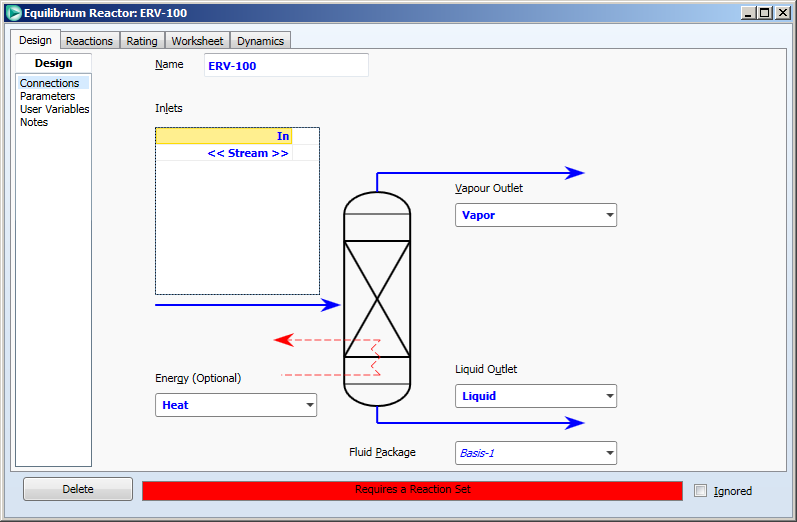 Equilibrium Reactor: ERV-100
Design Reactions Rating Worksheet Dynamics
Design
Connections
Parameters
User Variables
Notes
Name ERV-100
Inlets
In
<< Stream >>
Vapour Outlet
Vapor
Energy (Optional)
Heat
Liquid Outlet
Liquid
Fluid Package Basis-1
Delete Requires a Reaction Set Ignored